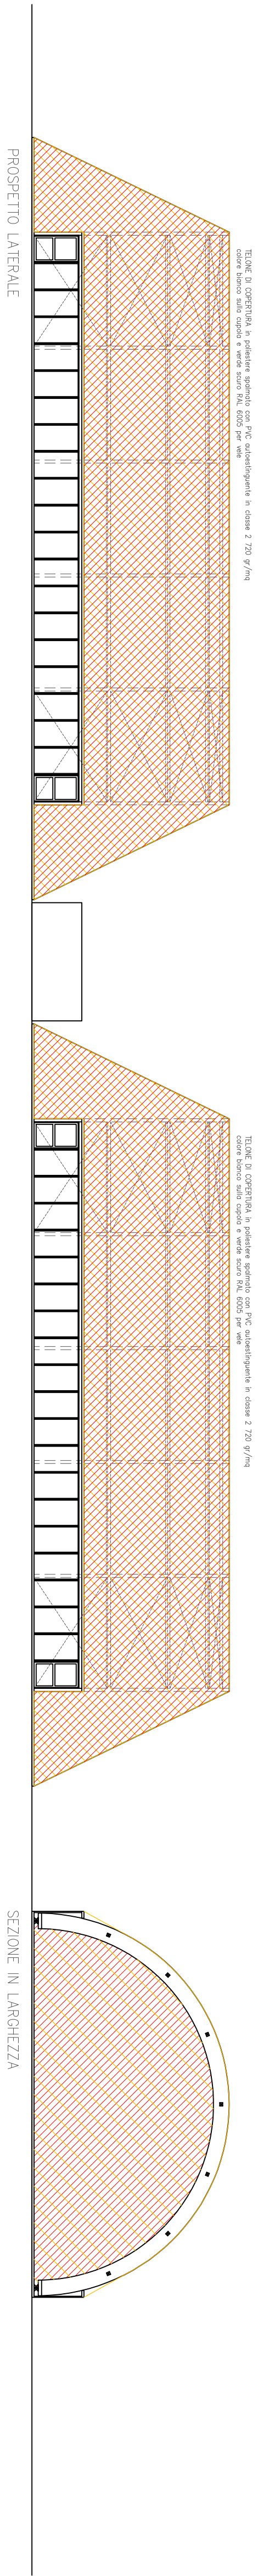 TELONE DI COPERTURA in poliestere spalmato con PVC autoestinguente in classe 2 720 gr/mq
colore bianco sulla cupola e verde scuro RAL 6005 per vele
PROSPETTO LATERALE
TELONE DI COPERTURA in poliestere spalmato con PVC autoestinguente in classe 2 720 gr/mq
colore bianco sulla cupola e verde scuro RAL 6005 per vele
SEZIONE IN LARGHEZZA